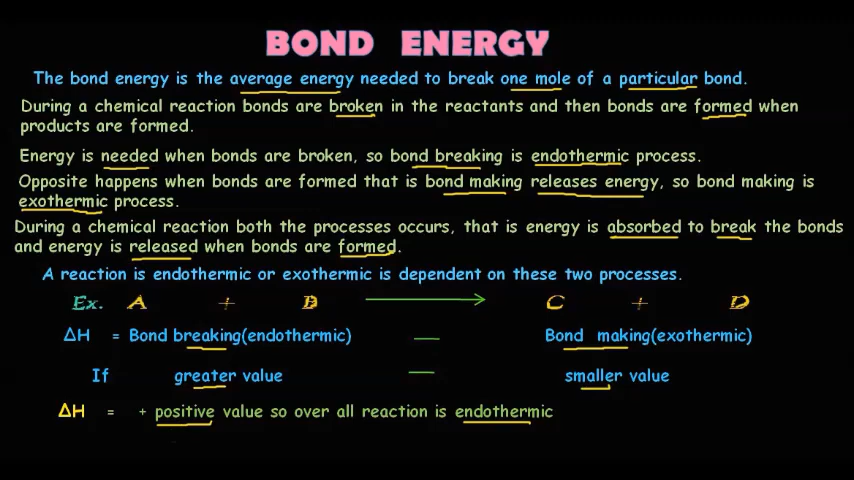 BOND ENERGY
The bond energy is the average energy needed to break one mole of a particular bond.
During a chemical reaction bonds are broken in the reactants and then bonds are formed when
products are formed.
Energy is needed when bonds are broken, so bond breaking is endothermic process.
Opposite happens when bonds are formed that is bond making releases energy, so bond making is
exothermic process.
During a chemical reaction both the processes occurs, that is energy is absorbed to break the bonds
and energy is released when bonds are formed.
A reaction is endothermic or exothermic is dependent on these two processes.
Ex. A + B → C + D
ΔH = Bond breaking(endothermic) — Bond making(exothermic)
If greater value — smaller value
ΔH = + positive value so over all reaction is endothermic